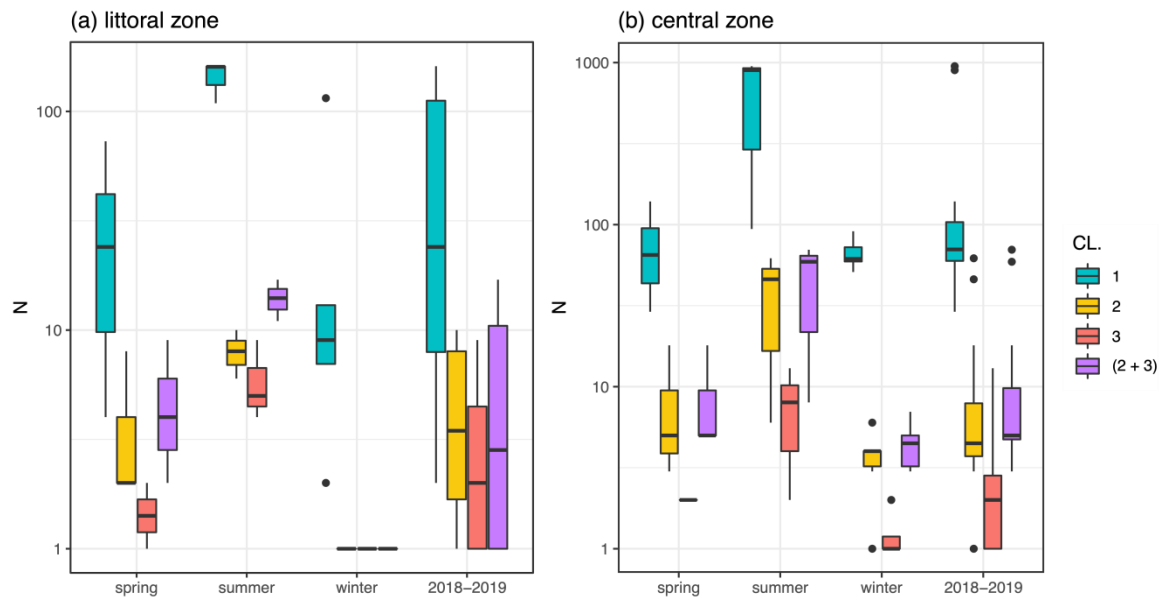 (a) littoral zone
N
100
10
1
spring summer winter 2018−2019
(b) central zone
N
1000
100
10
1
spring summer winter 2018−2019
CL.
1
2
3
(2 + 3)